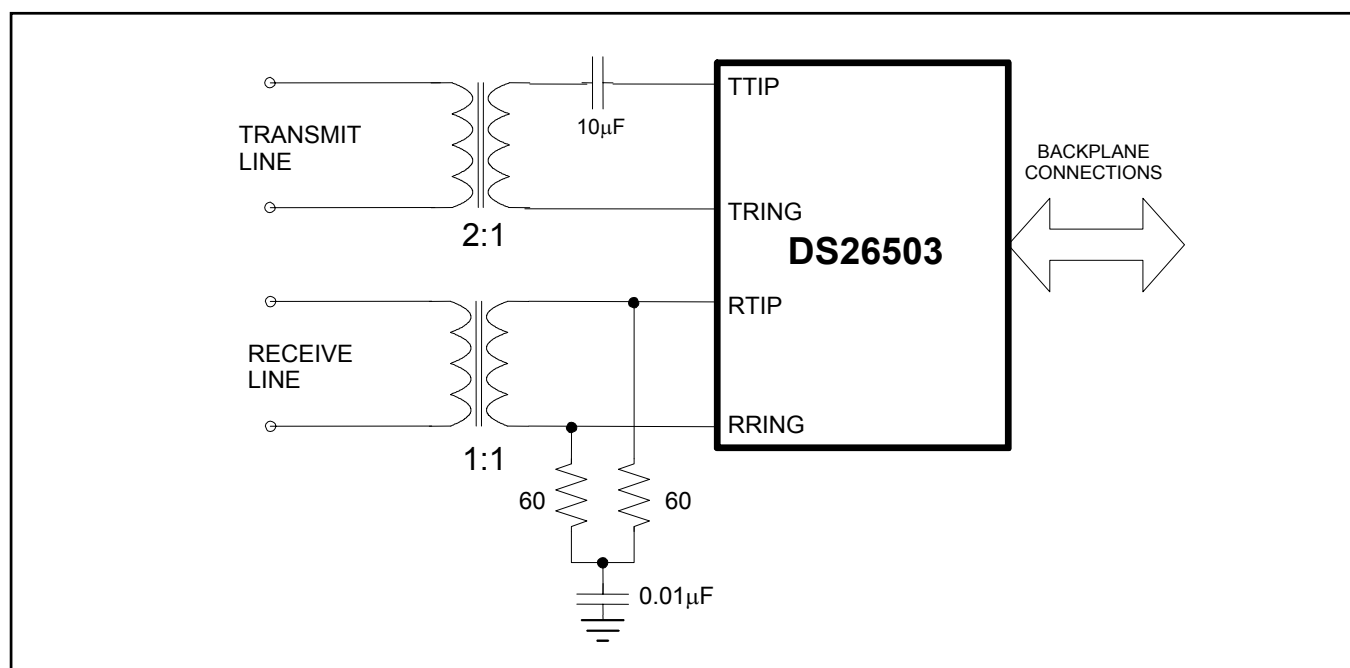 TTIP
10μF
TRANSMIT
LINE
BACKPLANE
CONNECTIONS
TRING
2:1
DS26503
RTIP
RECEIVE
LINE
RRING
1:1
60
60
0.01μF